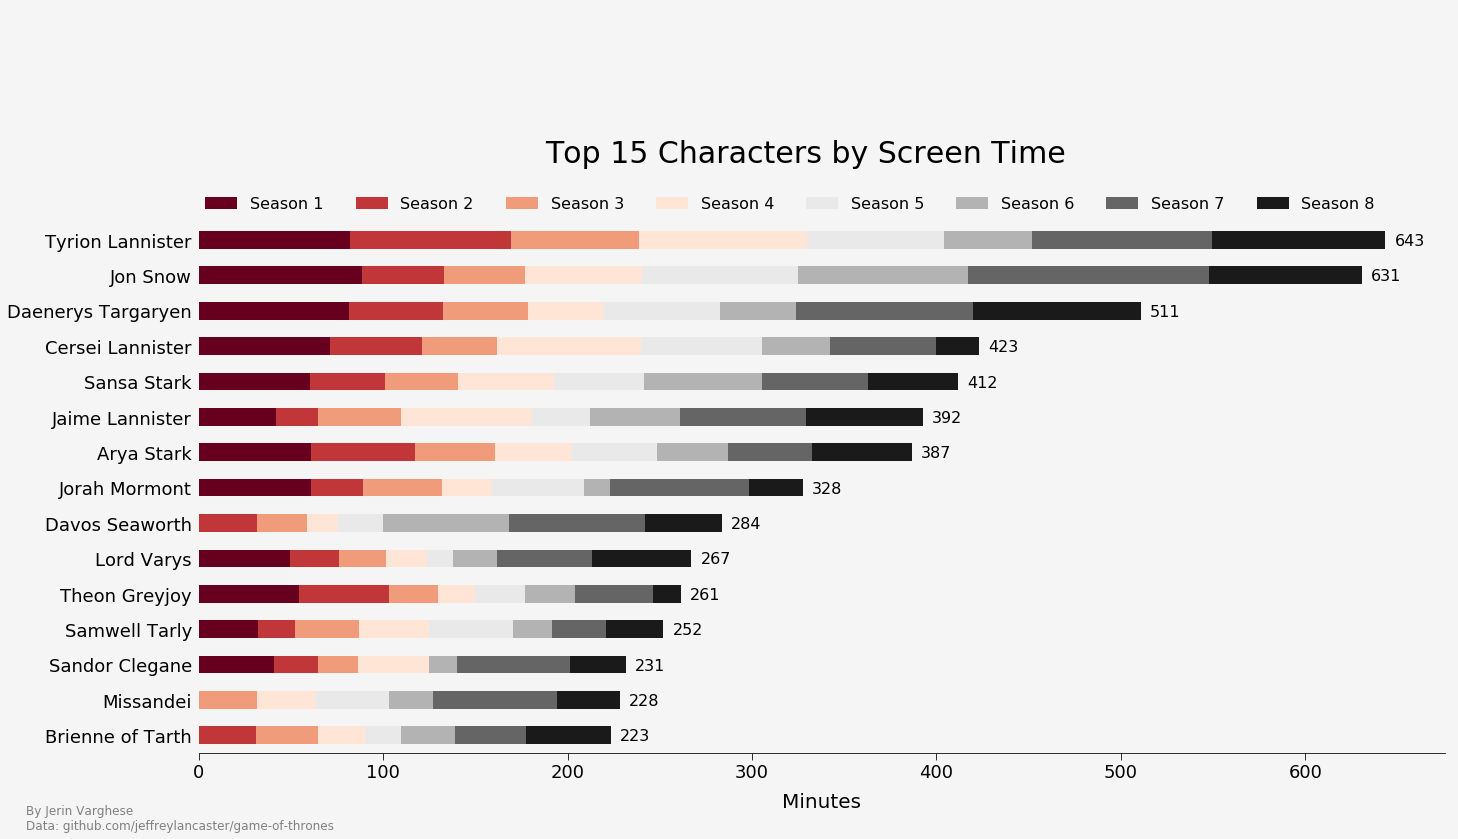 Top 15 Characters by Screen Time
Season 1 Season 2 Season 3 Season 4 Season 5 Season 6 Season 7 Season 8
Tyrion Lannister 643
Jon Snow 631
Daenerys Targaryen 511
Cersei Lannister 423
Sansa Stark 412
Jaime Lannister 392
Arya Stark 387
Jorah Mormont 328
Davos Seaworth 284
Lord Varys 267
Theon Greyjoy 261
Samwell Tarly 252
Sandor Clegane 231
Missandei 228
Brienne of Tarth 223
0 100 200 300 400 500 600
Minutes
By Jerin Varghese
Data: github.com/jeffreylancaster/game-of-thrones